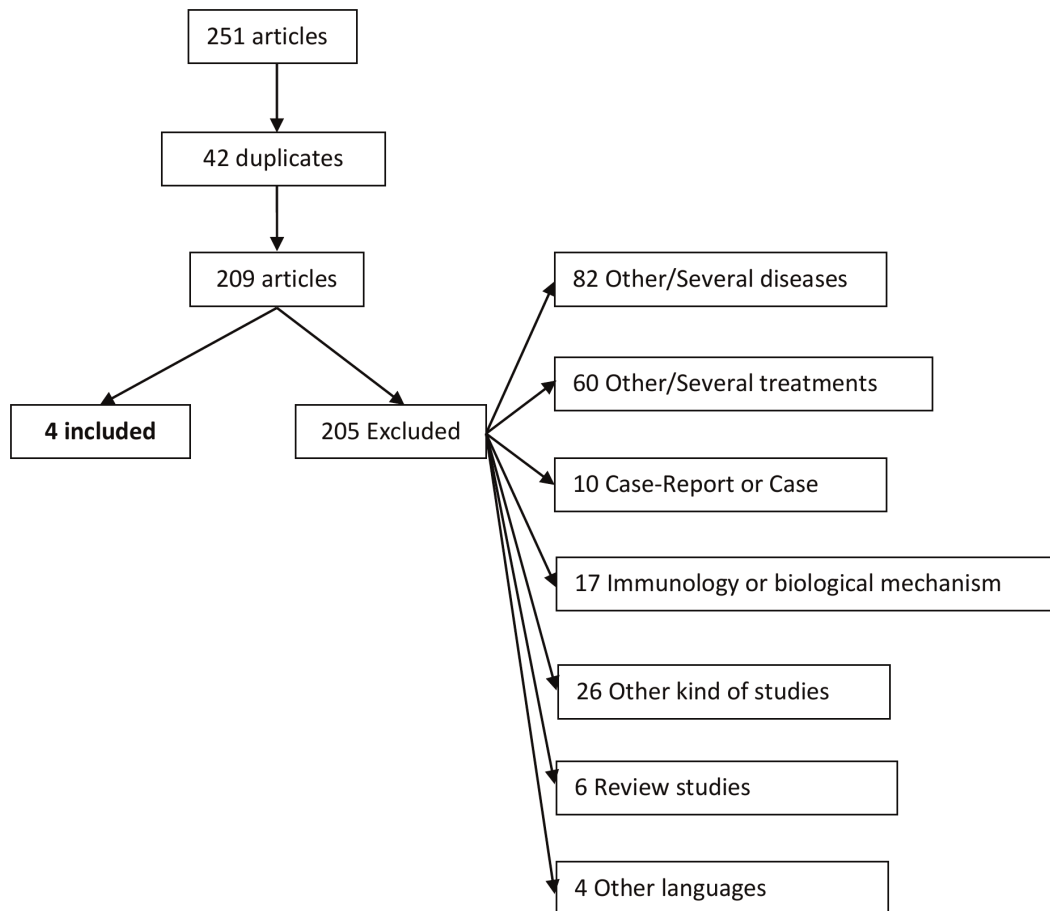 251 articles
42 duplicates
209 articles
4 included
205 Excluded
82 Other/Several diseases
60 Other/Several treatments
10 Case-Report or Case
17 Immunology or biological mechanism
26 Other kind of studies
6 Review studies
4 Other languages